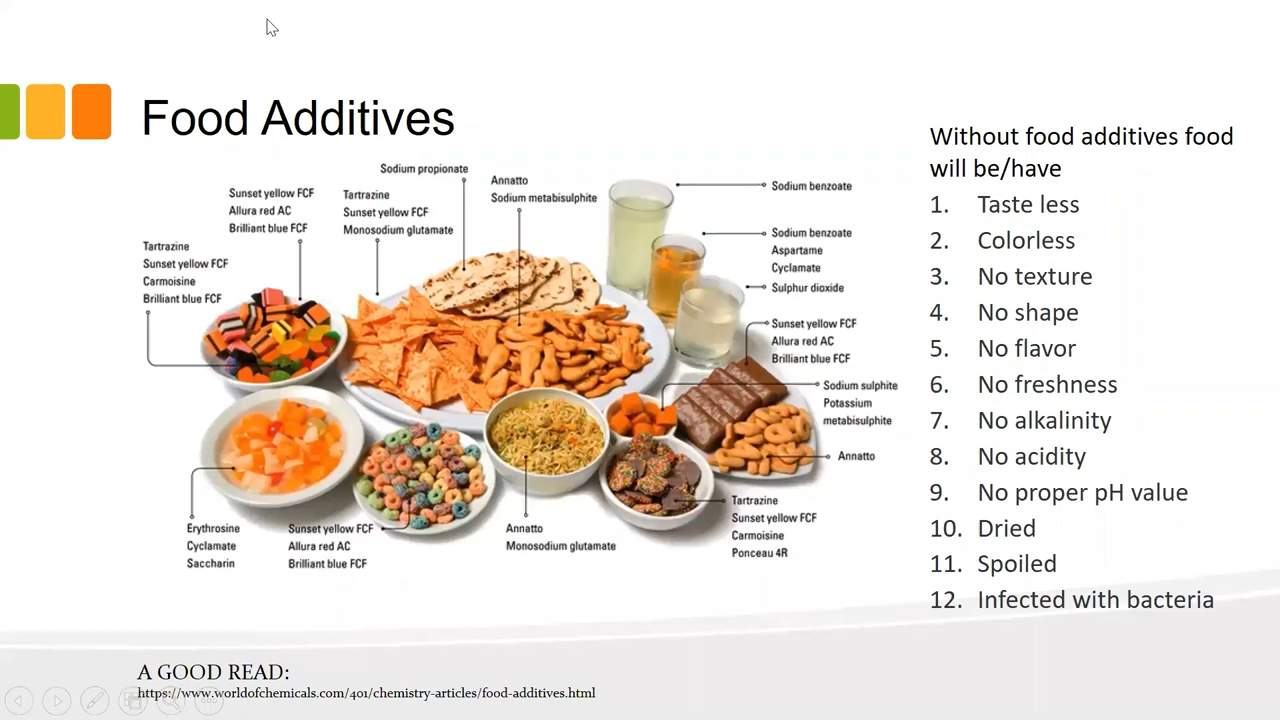 Food Additives
Sodium propionate
Annatto
Sodium metabisulphite
Sunset yellow FCF
Allura red AC
Brilliant blue FCF
Tartrazine
Sunset yellow FCF
Monosodium glutamate
Tartrazine
Sunset yellow FCF
Carmoisine
Brilliant blue FCF
Sodium benzoate
Sodium benzoate
Aspartame
Cyclamate
Sulphur dioxide
Sunset yellow FCF
Allura red AC
Brilliant blue FCF
Sodium sulphite
Potassium
metabisulphite
Annatto
Erythrosine
Cyclamate
Saccharin
Sunset yellow FCF
Allura red AC
Brilliant blue FCF
Annatto
Monosodium glutamate
Tartrazine
Sunset yellow FCF
Carmoisine
Ponceau 4R
Without food additives food
will be/have
1. Taste less
2. Colorless
3. No texture
4. No shape
5. No flavor
6. No freshness
7. No alkalinity
8. No acidity
9. No proper pH value
10. Dried
11. Spoiled
12. Infected with bacteria
A GOOD READ:
https://www.worldofchemicals.com/401/chemistry-articles/food-additives.html